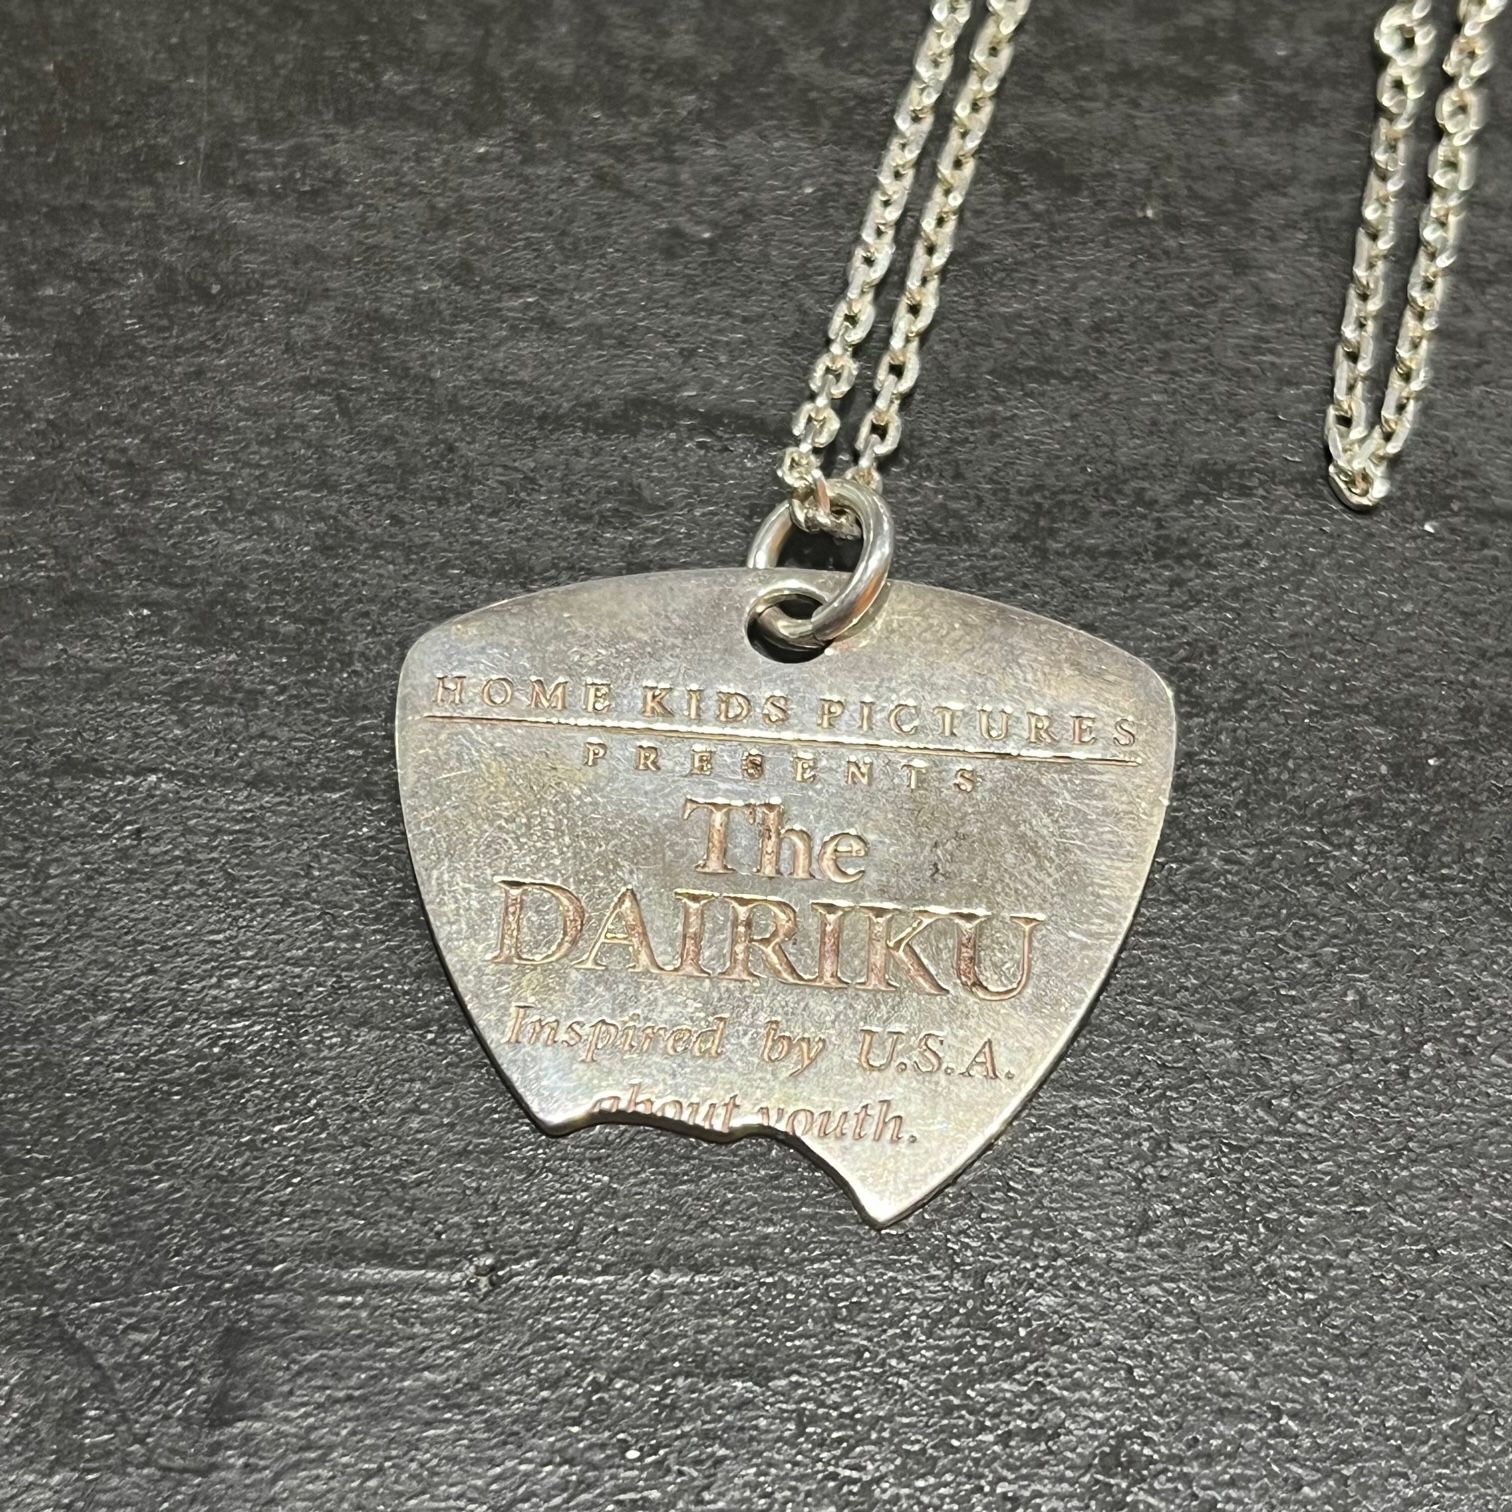 HOME KIDS PICTURES
PRESENTS
The
DAIRIKU
Inspired by U.S.A.
about youth.